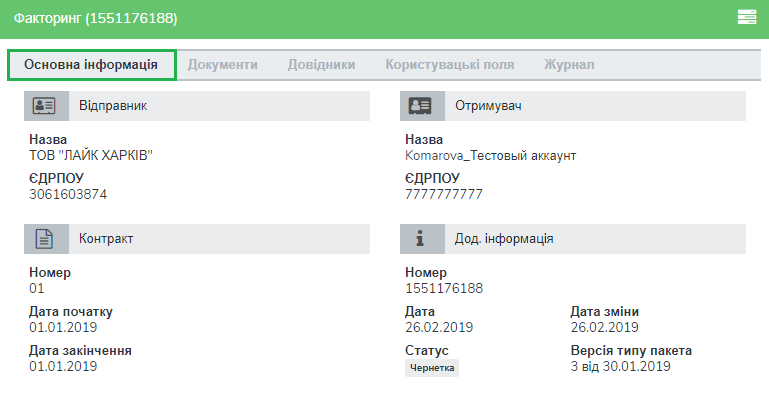 Факторинг (1551176188)
Основна інформація Документи Довідники Користувацькі поля Журнал
Відправник
Назва
ТОВ "ЛАЙК ХАРКІВ"
ЄДРПОУ
3061603874
Отримувач
Назва
Komarova_Тестовый аккаунт
ЄДРПОУ
7777777777
Контракт
Номер
01
Дата початку
01.01.2019
Дата закінчення
01.01.2019
Дод. інформація
Номер
1551176188
Дата Дата зміни
26.02.2019 26.02.2019
Статус Версія типу пакета
Чернетка 3 від 30.01.2019